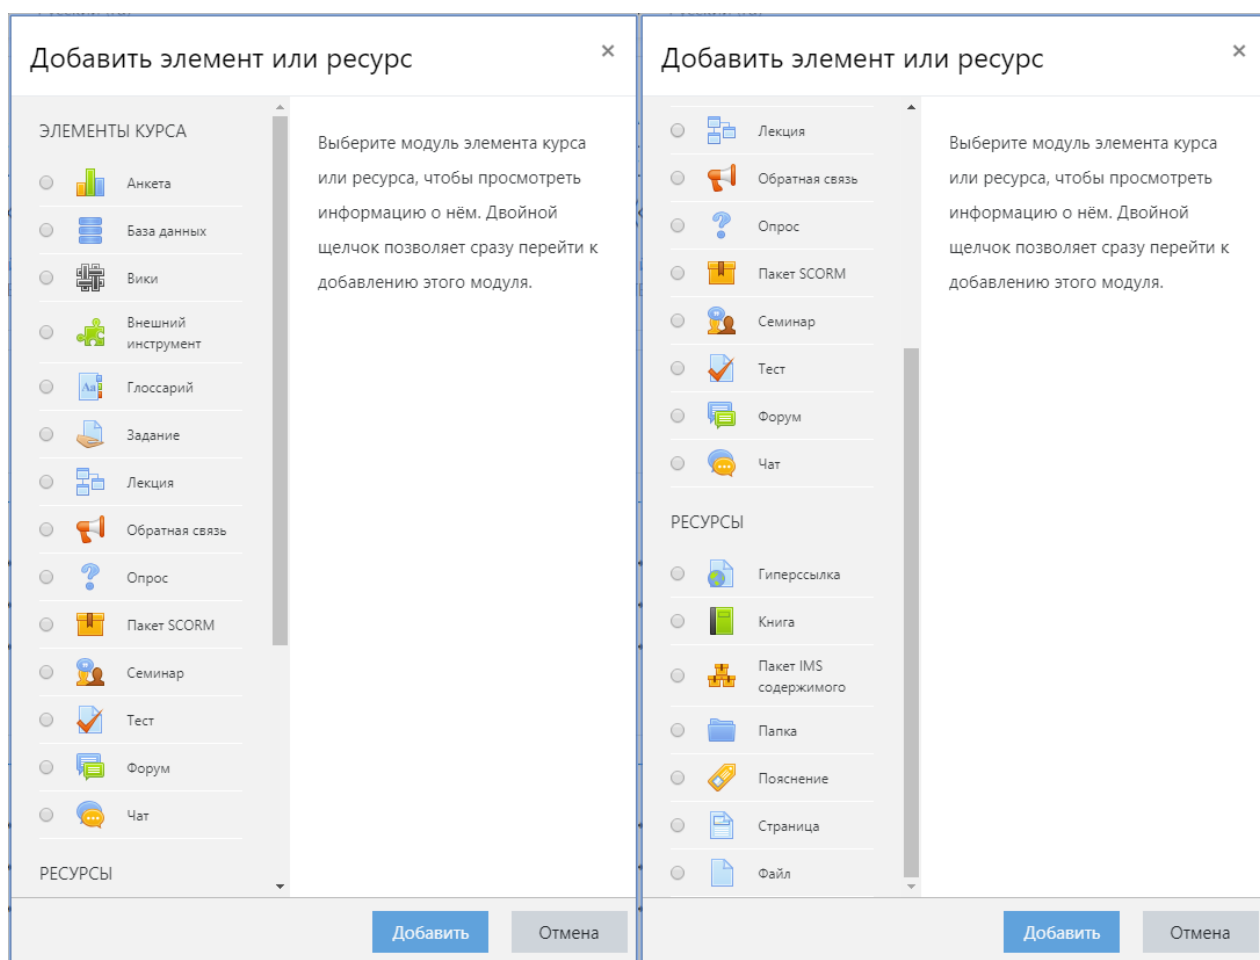 Добавить элемент или ресурс
×
ЭЛЕМЕНТЫ КУРСА
Анкета
База данных
Вики
Внешний
инструмент
Глоссарий
Задание
Лекция
Обратная связь
Опрос
Пакет SCORM
Семинар
Тест
Форум
Чат
РЕСУРСЫ
Выберите модуль элемента курса
или ресурса, чтобы просмотреть
информацию о нём. Двойной
щелчок позволяет сразу перейти к
добавлению этого модуля.
Добавить
Отмена
Добавить элемент или ресурс
×
Лекция
Обратная связь
Опрос
Пакет SCORM
Семинар
Тест
Форум
Чат
РЕСУРСЫ
Гиперссылка
Книга
Пакет IMS
содержимого
Папка
Пояснение
Страница
Файл
Выберите модуль элемента курса
или ресурса, чтобы просмотреть
информацию о нём. Двойной
щелчок позволяет сразу перейти к
добавлению этого модуля.
Добавить
Отмена